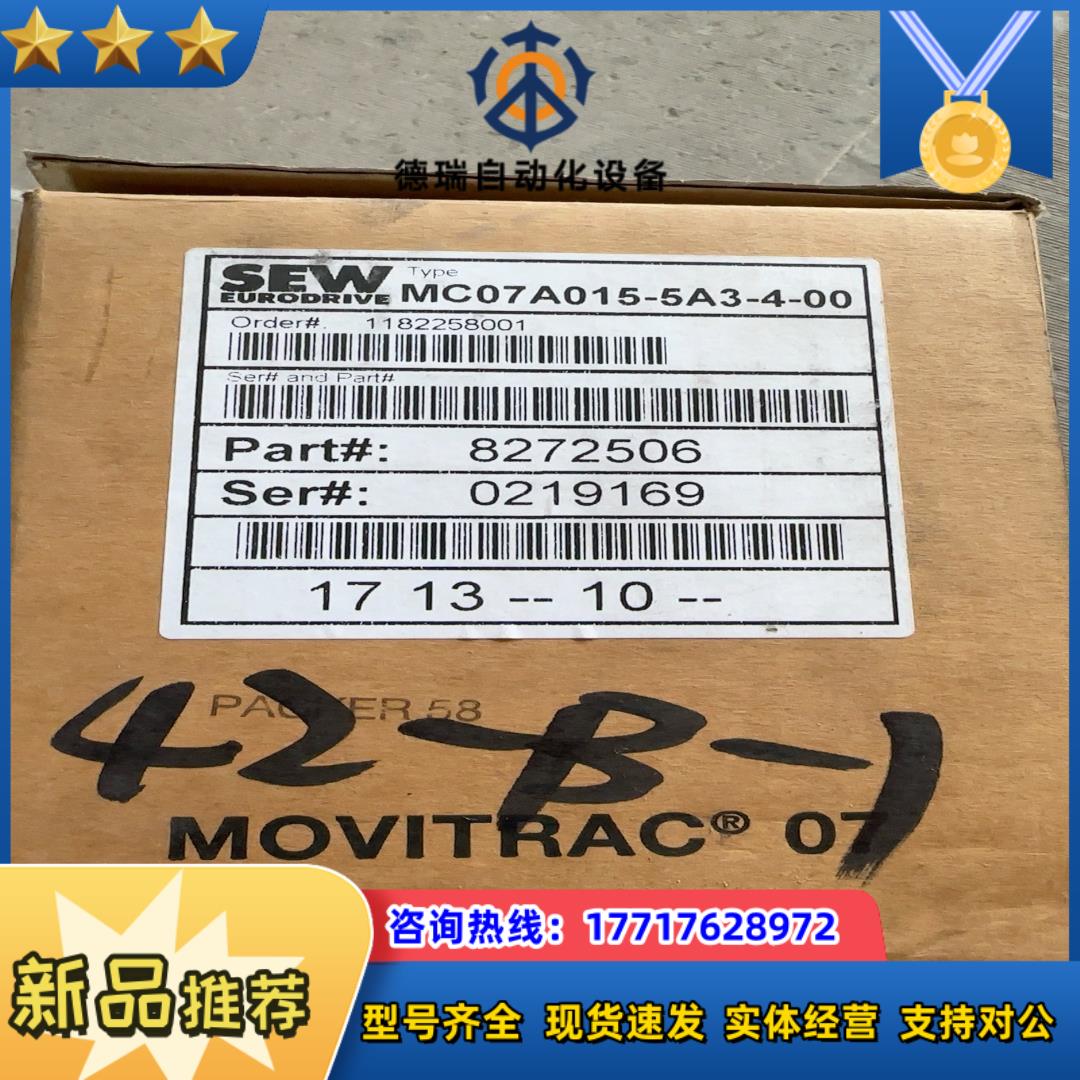 德瑞自动化设备
SEW
EURODRIVE
Type
MC07A015-5A3-4-00
Order#. 1182258001
Ser# and Part#
Part#: 8272506
Ser#: 0219169
17 13 -- 10 --
PACKER 58
42-B-1
MOVITRAC® 07
咨询热线：17717628972
新品推荐
型号齐全 现货速发 实体经营 支持对公